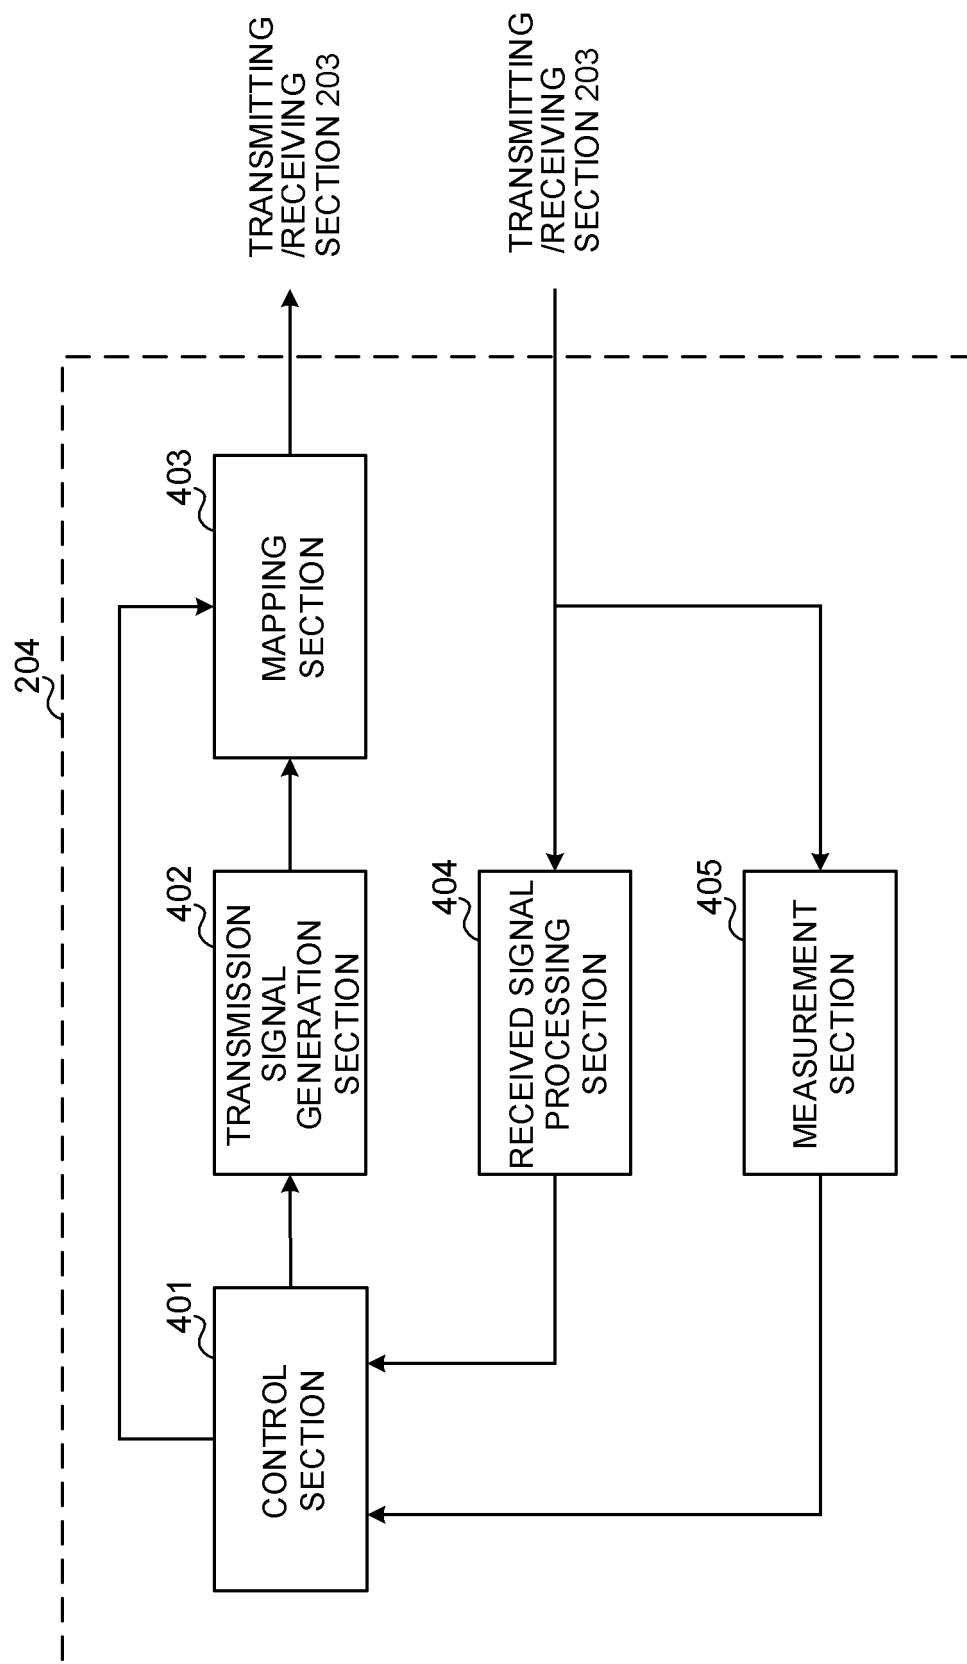 204
TRANSMITTING
/RECEIVING
SECTION 203
TRANSMITTING
/RECEIVING
SECTION 203
401
CONTROL
SECTION
402
TRANSMISSION
SIGNAL
GENERATION
SECTION
403
MAPPING
SECTION
404
RECEIVED SIGNAL
PROCESSING
SECTION
405
MEASUREMENT
SECTION